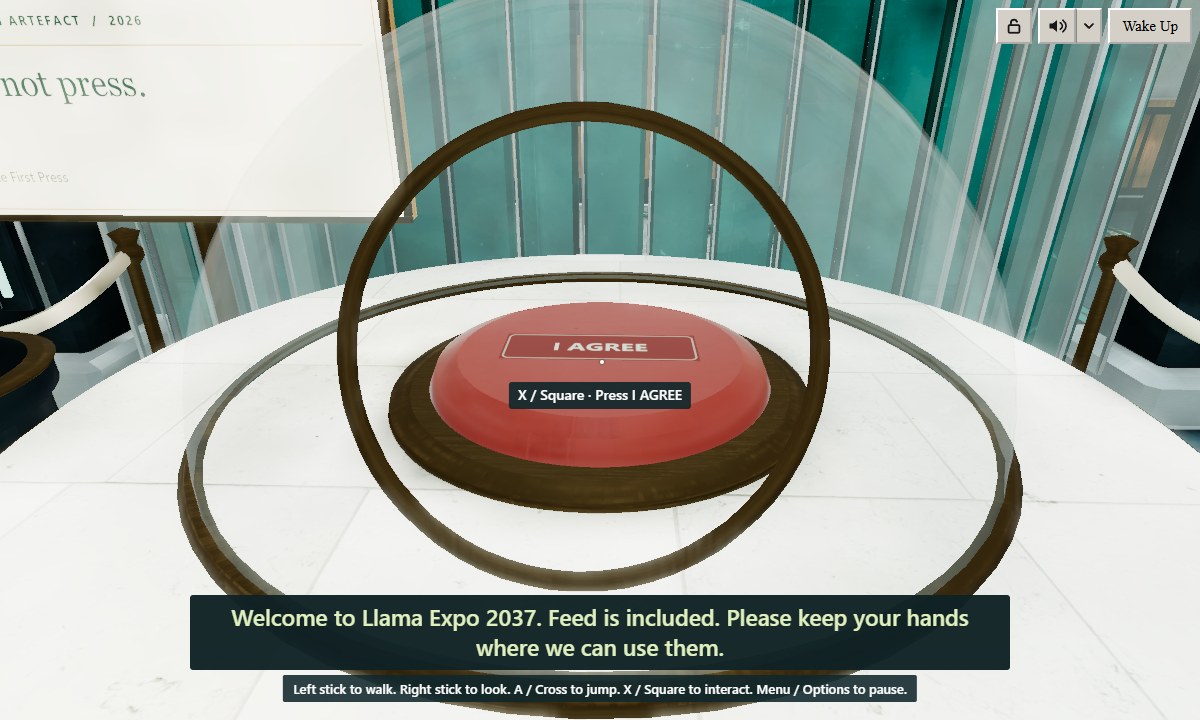 ARTEFACT / 2026
not press.
e First Press
Wake Up
I AGREE
X / Square · Press I AGREE
Welcome to Llama Expo 2037. Feed is included. Please keep your hands
where we can use them.
Left stick to walk. Right stick to look. A / Cross to jump. X / Square to interact. Menu / Options to pause.